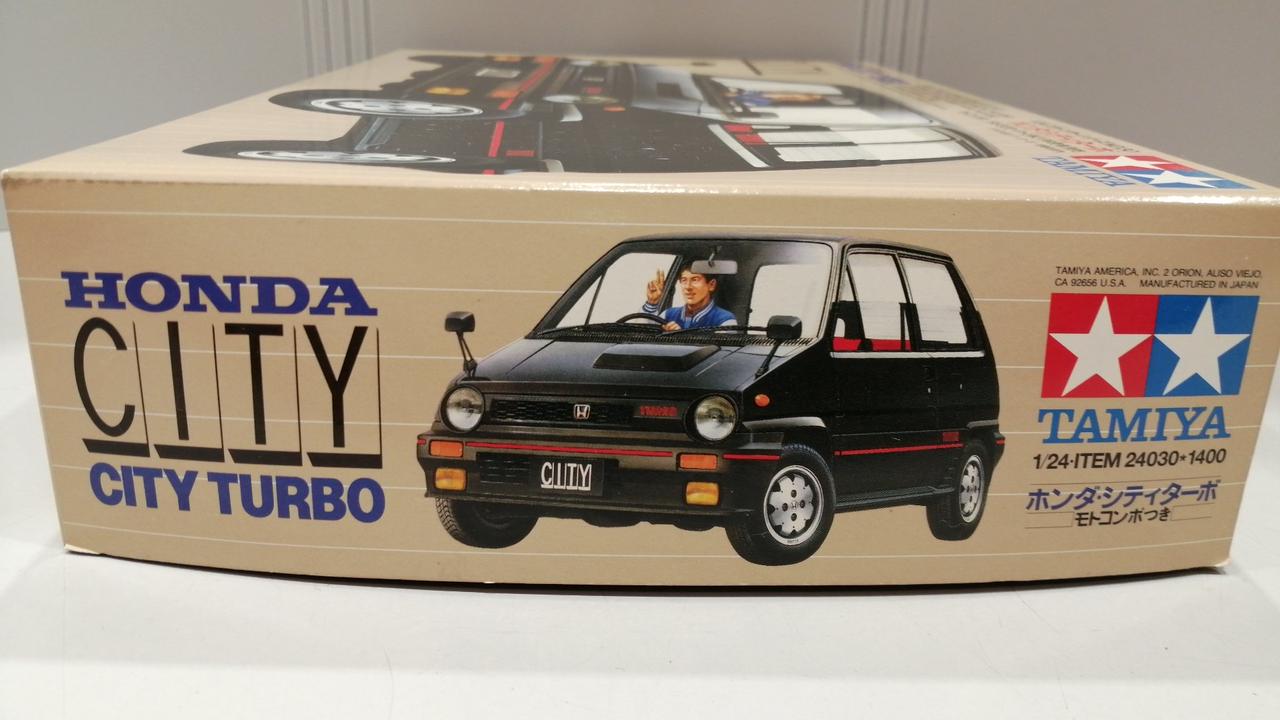 HONDA
CITY
CITY TURBO
TURBO
CITY
TAMIYA AMERICA, INC. 2 ORION, ALISO VIEJO,
CA 92656 U.S.A. MANUFACTURED IN JAPAN
TAMIYA
1/24•ITEM 24030★1400
ホンダ・シティターボ
モトコンポつき
TAMIYA